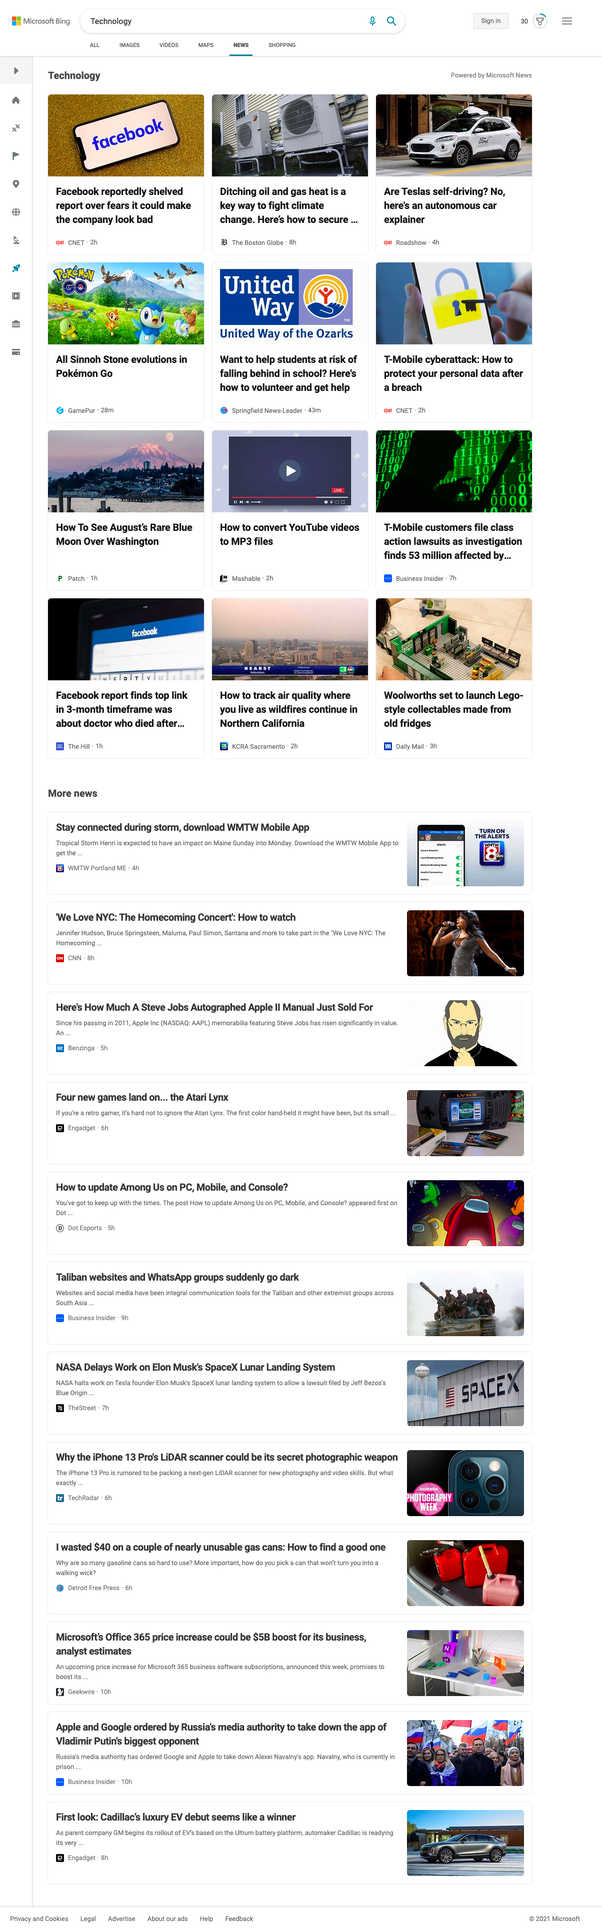 Microsoft Bing
Technology
Sign in
30
ALL
IMAGES
VIDEOS
MAPS
NEWS
SHOPPING
Technology
Powered by Microsoft News
facebook
Facebook reportedly shelved
report over fears it could make
the company look bad
CNET · 2h
Ditching oil and gas heat is a
key way to fight climate
change. Here's how to secure ...
The Boston Globe · 8h
Are Teslas self-driving? No,
here's an autonomous car
explainer
Roadshow · 4h
POKÉMON
GO
All Sinnoh Stone evolutions in
Pokémon Go
GamePur · 28m
United
Way
United Way of the Ozarks
Want to help students at risk of
falling behind in school? Here's
how to volunteer and get help
Springfield News-Leader · 43m
T-Mobile cyberattack: How to
protect your personal data after
a breach
CNET · 2h
How To See August's Rare Blue
Moon Over Washington
Patch · 1h
LIVE
How to convert YouTube videos
to MP3 files
Mashable · 2h
T-Mobile customers file class
action lawsuits as investigation
finds 53 million affected by...
Business Insider · 7h
facebook
Facebook report finds top link
in 3-month timeframe was
about doctor who died after...
The Hill · 1h
HEARST
How to track air quality where
you live as wildfires continue in
Northern California
KCRA Sacramento · 2h
Woolworths set to launch Lego-
style collectables made from
old fridges
Daily Mail · 3h
More news
Stay connected during storm, download WMTW Mobile App
Tropical Storm Henri is expected to have an impact on Maine Sunday into Monday. Download the WMTW Mobile App to
get the ...
WMTW Portland ME · 4h
Alerts
TURN ON
THE ALERTS
WMTW
8
'We Love NYC: The Homecoming Concert': How to watch
Jennifer Hudson, Bruce Springsteen, Maluma, Paul Simon, Santana and more to take part in the "We Love NYC: The
Homecoming ...
CNN · 8h
Here's How Much A Steve Jobs Autographed Apple II Manual Just Sold For
Since his passing in 2011, Apple Inc (NASDAQ: AAPL) memorabilia featuring Steve Jobs has risen significantly in value.
An ...
Benzinga · 5h
Four new games land on... the Atari Lynx
If you're a retro gamer, it's hard not to ignore the Atari Lynx. The first color hand-held it might have been, but its small ...
Engadget · 6h
LYNX
How to update Among Us on PC, Mobile, and Console?
You've got to keep up with the times. The post How to update Among Us on PC, Mobile, and Console? appeared first on
Dot ...
Dot Esports · 5h
Taliban websites and WhatsApp groups suddenly go dark
Websites and social media have been integral communication tools for the Taliban and other extremist groups across
South Asia ...
Business Insider · 9h
NASA Delays Work on Elon Musk's SpaceX Lunar Landing System
NASA halts work on Tesla founder Elon Musk's SpaceX lunar landing system to allow a lawsuit filed by Jeff Bezos's
Blue Origin ...
TheStreet · 7h
SPACEX
Why the iPhone 13 Pro's LiDAR scanner could be its secret photographic weapon
The iPhone 13 Pro is rumored to be packing a next-gen LiDAR scanner for new photography and video skills. But what
exactly ...
TechRadar · 6h
PHOTOGRAPHY
WEEK
I wasted $40 on a couple of nearly unusable gas cans: How to find a good one
Why are so many gasoline cans so hard to use? More important, how do you pick a can that won't turn you into a
walking wick?
Detroit Free Press · 6h
Microsoft's Office 365 price increase could be $5B boost for its business,
analyst estimates
An upcoming price increase for Microsoft 365 business software subscriptions, announced this week, promises to
boost its ...
Geekwire · 10h
Apple and Google ordered by Russia's media authority to take down the app of
Vladimir Putin's biggest opponent
Russia's media authority has ordered Google and Apple to take down Alexei Navalny's app. Navalny, who is currently in
prison ...
Business Insider · 10h
First look: Cadillac's luxury EV debut seems like a winner
As parent company GM begins its rollout of EV's based on the Ultium battery platform, automaker Cadillac is readying
its very ...
Engadget · 8h
Privacy and Cookies
Legal
Advertise
About our ads
Help
Feedback
© 2021 Microsoft